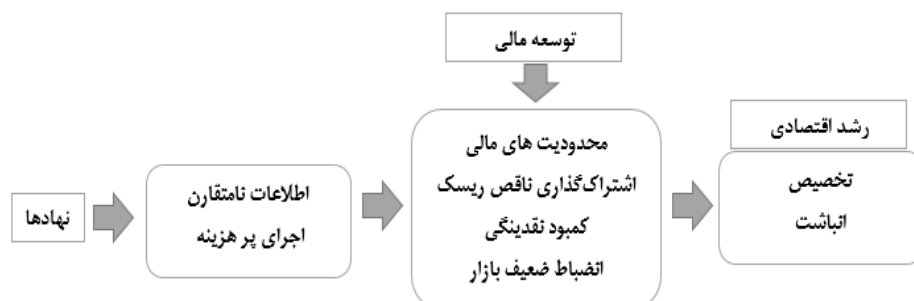 توسعه مالی
رشد اقتصادی
تخصیص
انباشت
محدودیت های مالی
اشتراک‌گذاری ناقص ریسک
کمبود نقدینگی
انضباط ضعیف بازار
اطلاعات نامتقارن
اجرای پر هزینه
نهادها